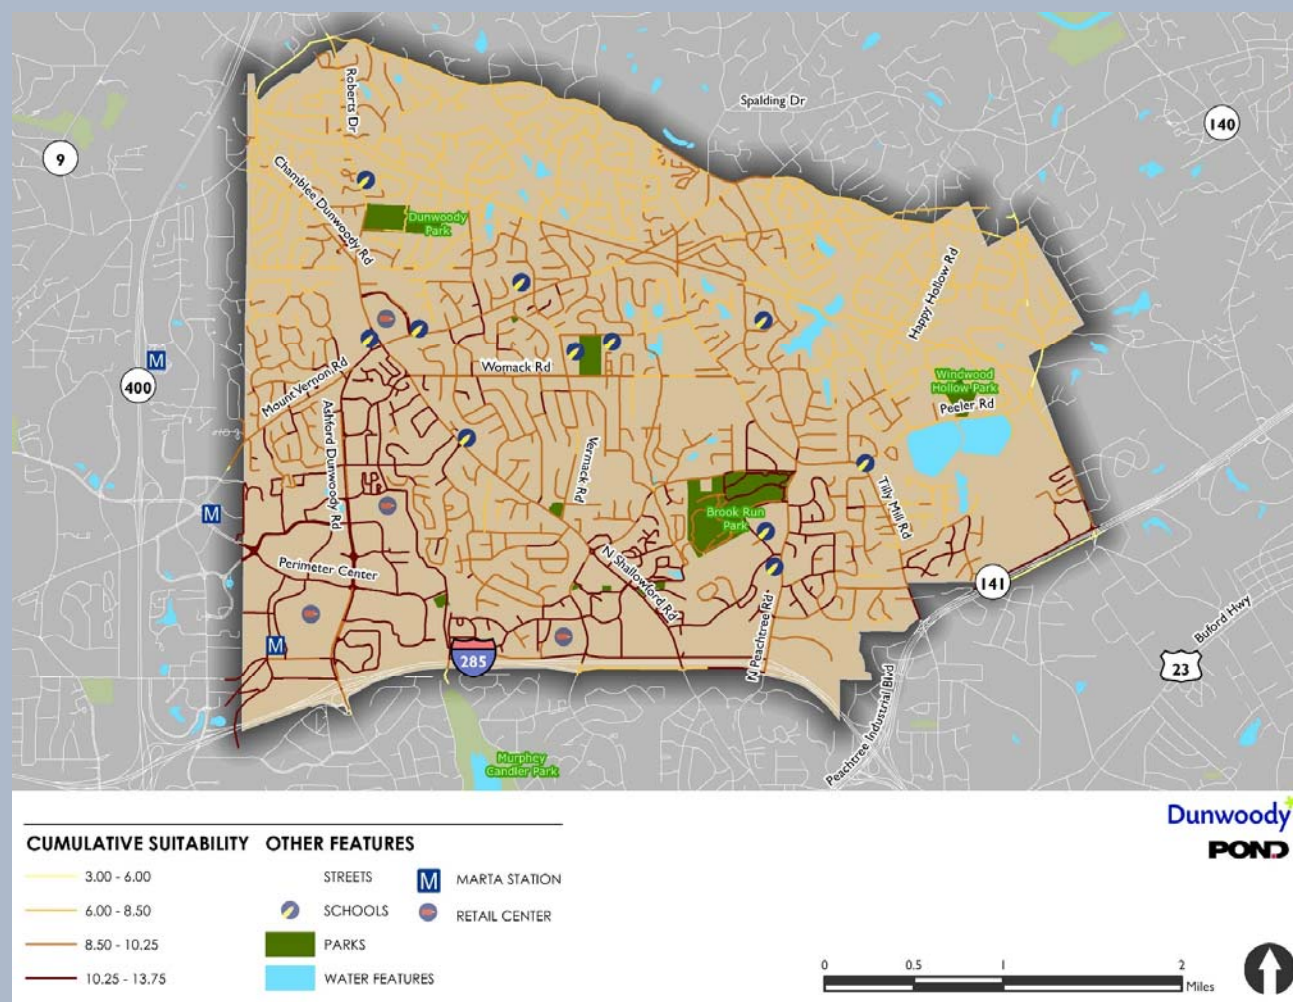 Spalding Dr
140
9
Roberts Dr
Chamblee Dunwoody Rd
Dunwoody
Park
Happy Hollow Rd
M
400
Womack Rd
Mount Vernon Rd
Windwood
Hollow Park
Peeler Rd
Ashford Dunwoody Rd
Vermack Rd
Tilly Mill Rd
M
Brook Run
Park
Perimeter Center
N Shallowford Rd
141
N Peachtree Rd
Buford Hwy
M
285
23
Peachtree Industrial Blvd
Murphey
Candler Park
Dunwoody
POND
CUMULATIVE SUITABILITY
3.00 - 6.00
6.00 - 8.50
8.50 - 10.25
10.25 - 13.75
OTHER FEATURES
STREETS
SCHOOLS
PARKS
WATER FEATURES
M MARTA STATION
RETAIL CENTER
0 0.5 1 2
Miles